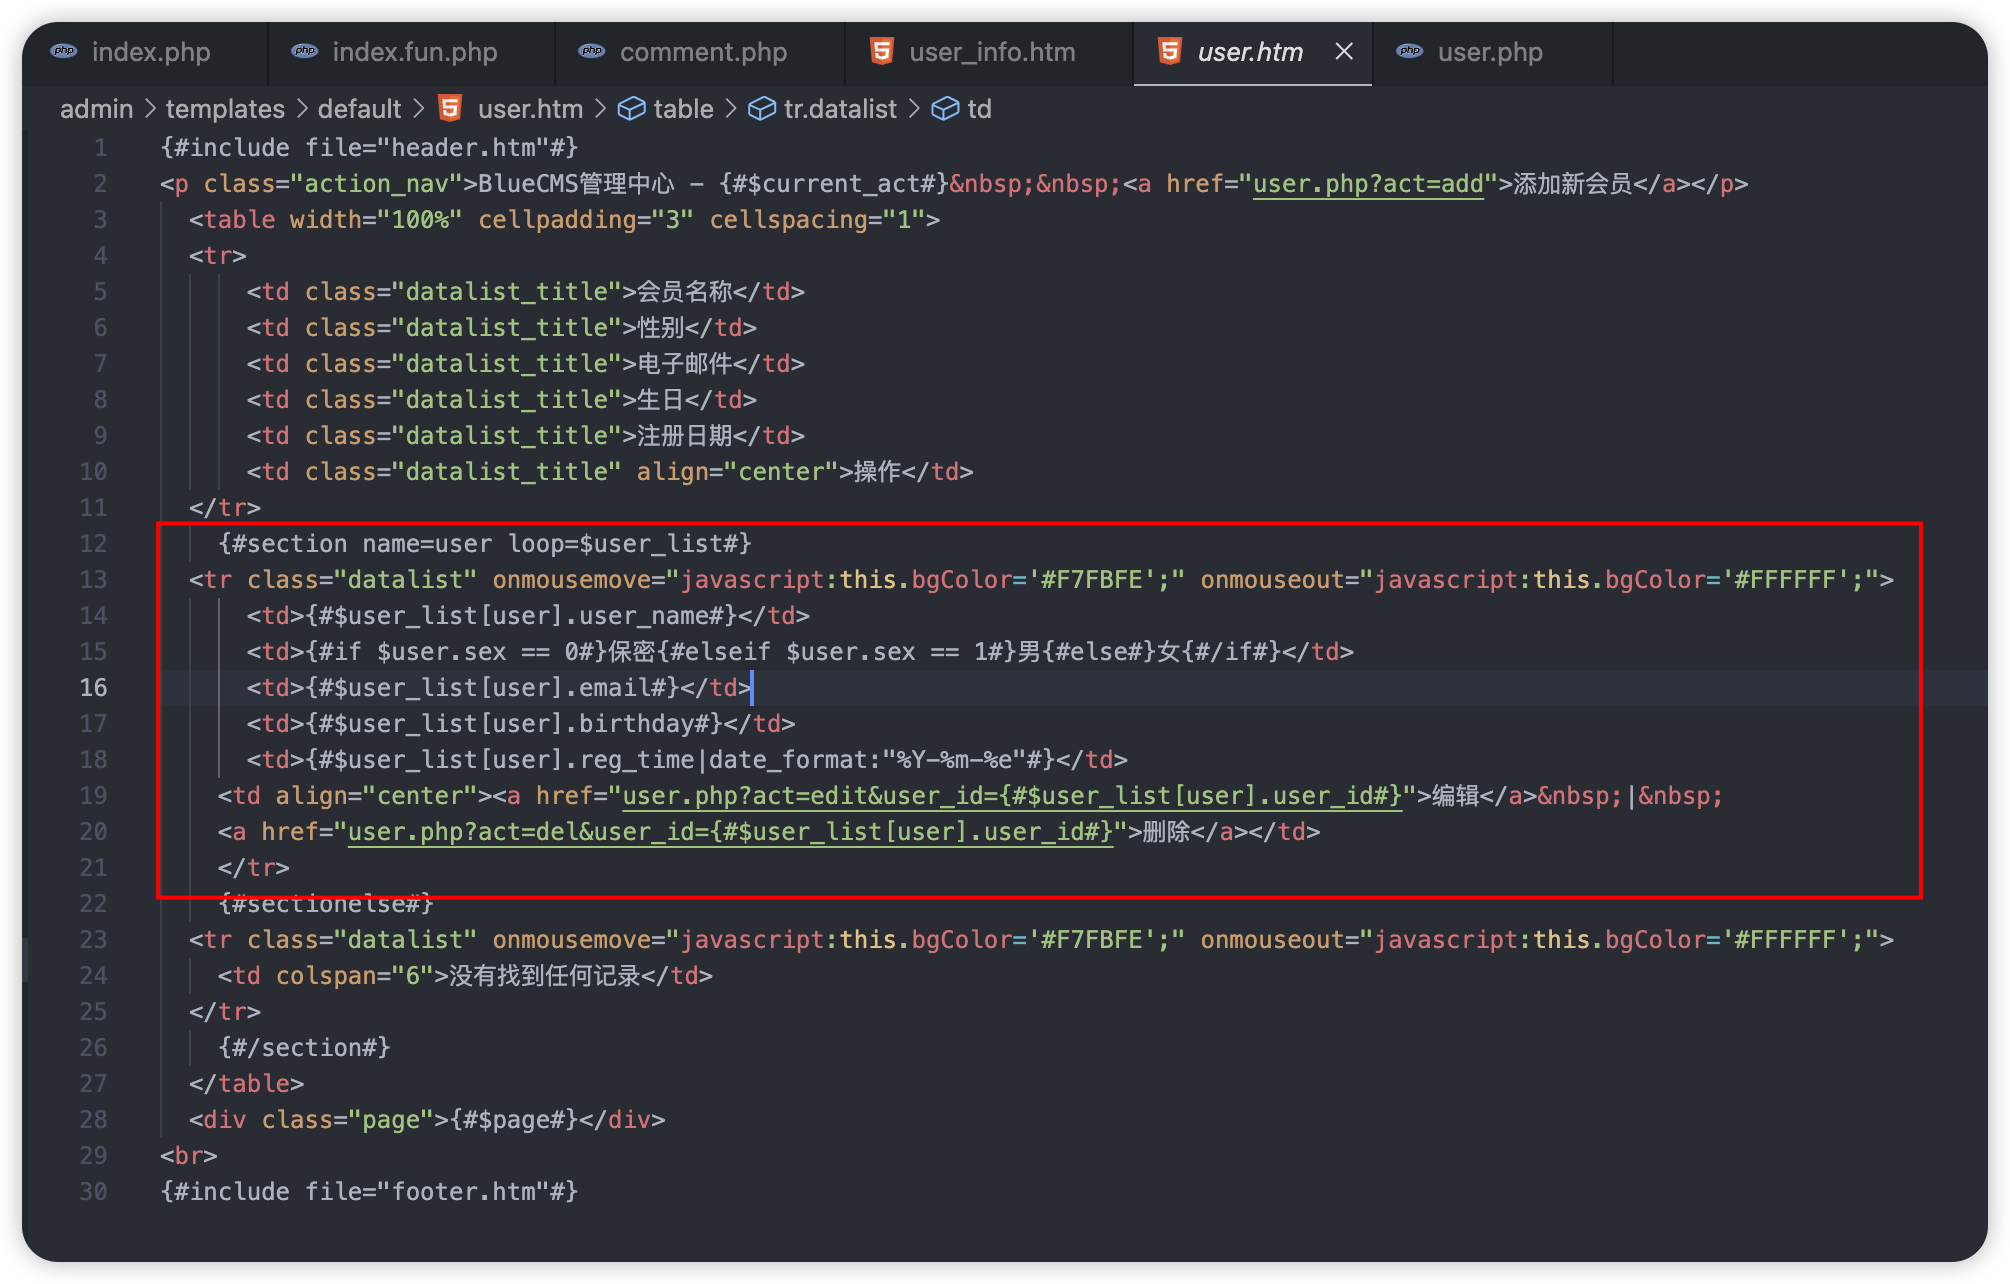 index.php index.fun.php comment.php user_info.htm user.htm user.php
admin > templates > default > user.htm > table > tr.datalist > td
1 {#include file="header.htm"#}
2 <p class="action_nav">BlueCMS管理中心 – {#$current_act#}&nbsp;&nbsp;<a href="user.php?act=add">添加新会员</a></p>
3 <table width="100%" cellpadding="3" cellspacing="1">
4 <tr>
5 <td class="datalist_title">会员名称</td>
6 <td class="datalist_title">性别</td>
7 <td class="datalist_title">电子邮件</td>
8 <td class="datalist_title">生日</td>
9 <td class="datalist_title">注册日期</td>
10 <td class="datalist_title" align="center">操作</td>
11 </tr>
12 {#section name=user loop=$user_list#}
13 <tr class="datalist" onmousemove="javascript:this.bgColor='#F7FBFE';" onmouseout="javascript:this.bgColor='#FFFFFF';">
14 <td>{#$user_list[user].user_name#}</td>
15 <td>{#if $user.sex == 0#}保密{#elseif $user.sex == 1#}男{#else#}女{#/if#}</td>
16 <td>{#$user_list[user].email#}</td>
17 <td>{#$user_list[user].birthday#}</td>
18 <td>{#$user_list[user].reg_time|date_format:"%Y-%m-%e"#}</td>
19 <td align="center"><a href="user.php?act=edit&user_id={#$user_list[user].user_id#}">编辑</a>&nbsp;|&nbsp;
20 <a href="user.php?act=del&user_id={#$user_list[user].user_id#}">删除</a></td>
21 </tr>
22 {#sectionelse#}
23 <tr class="datalist" onmousemove="javascript:this.bgColor='#F7FBFE';" onmouseout="javascript:this.bgColor='#FFFFFF';">
24 <td colspan="6">没有找到任何记录</td>
25 </tr>
26 {#/section#}
27 </table>
28 <div class="page">{#$page#}</div>
29 <br>
30 {#include file="footer.htm"#}